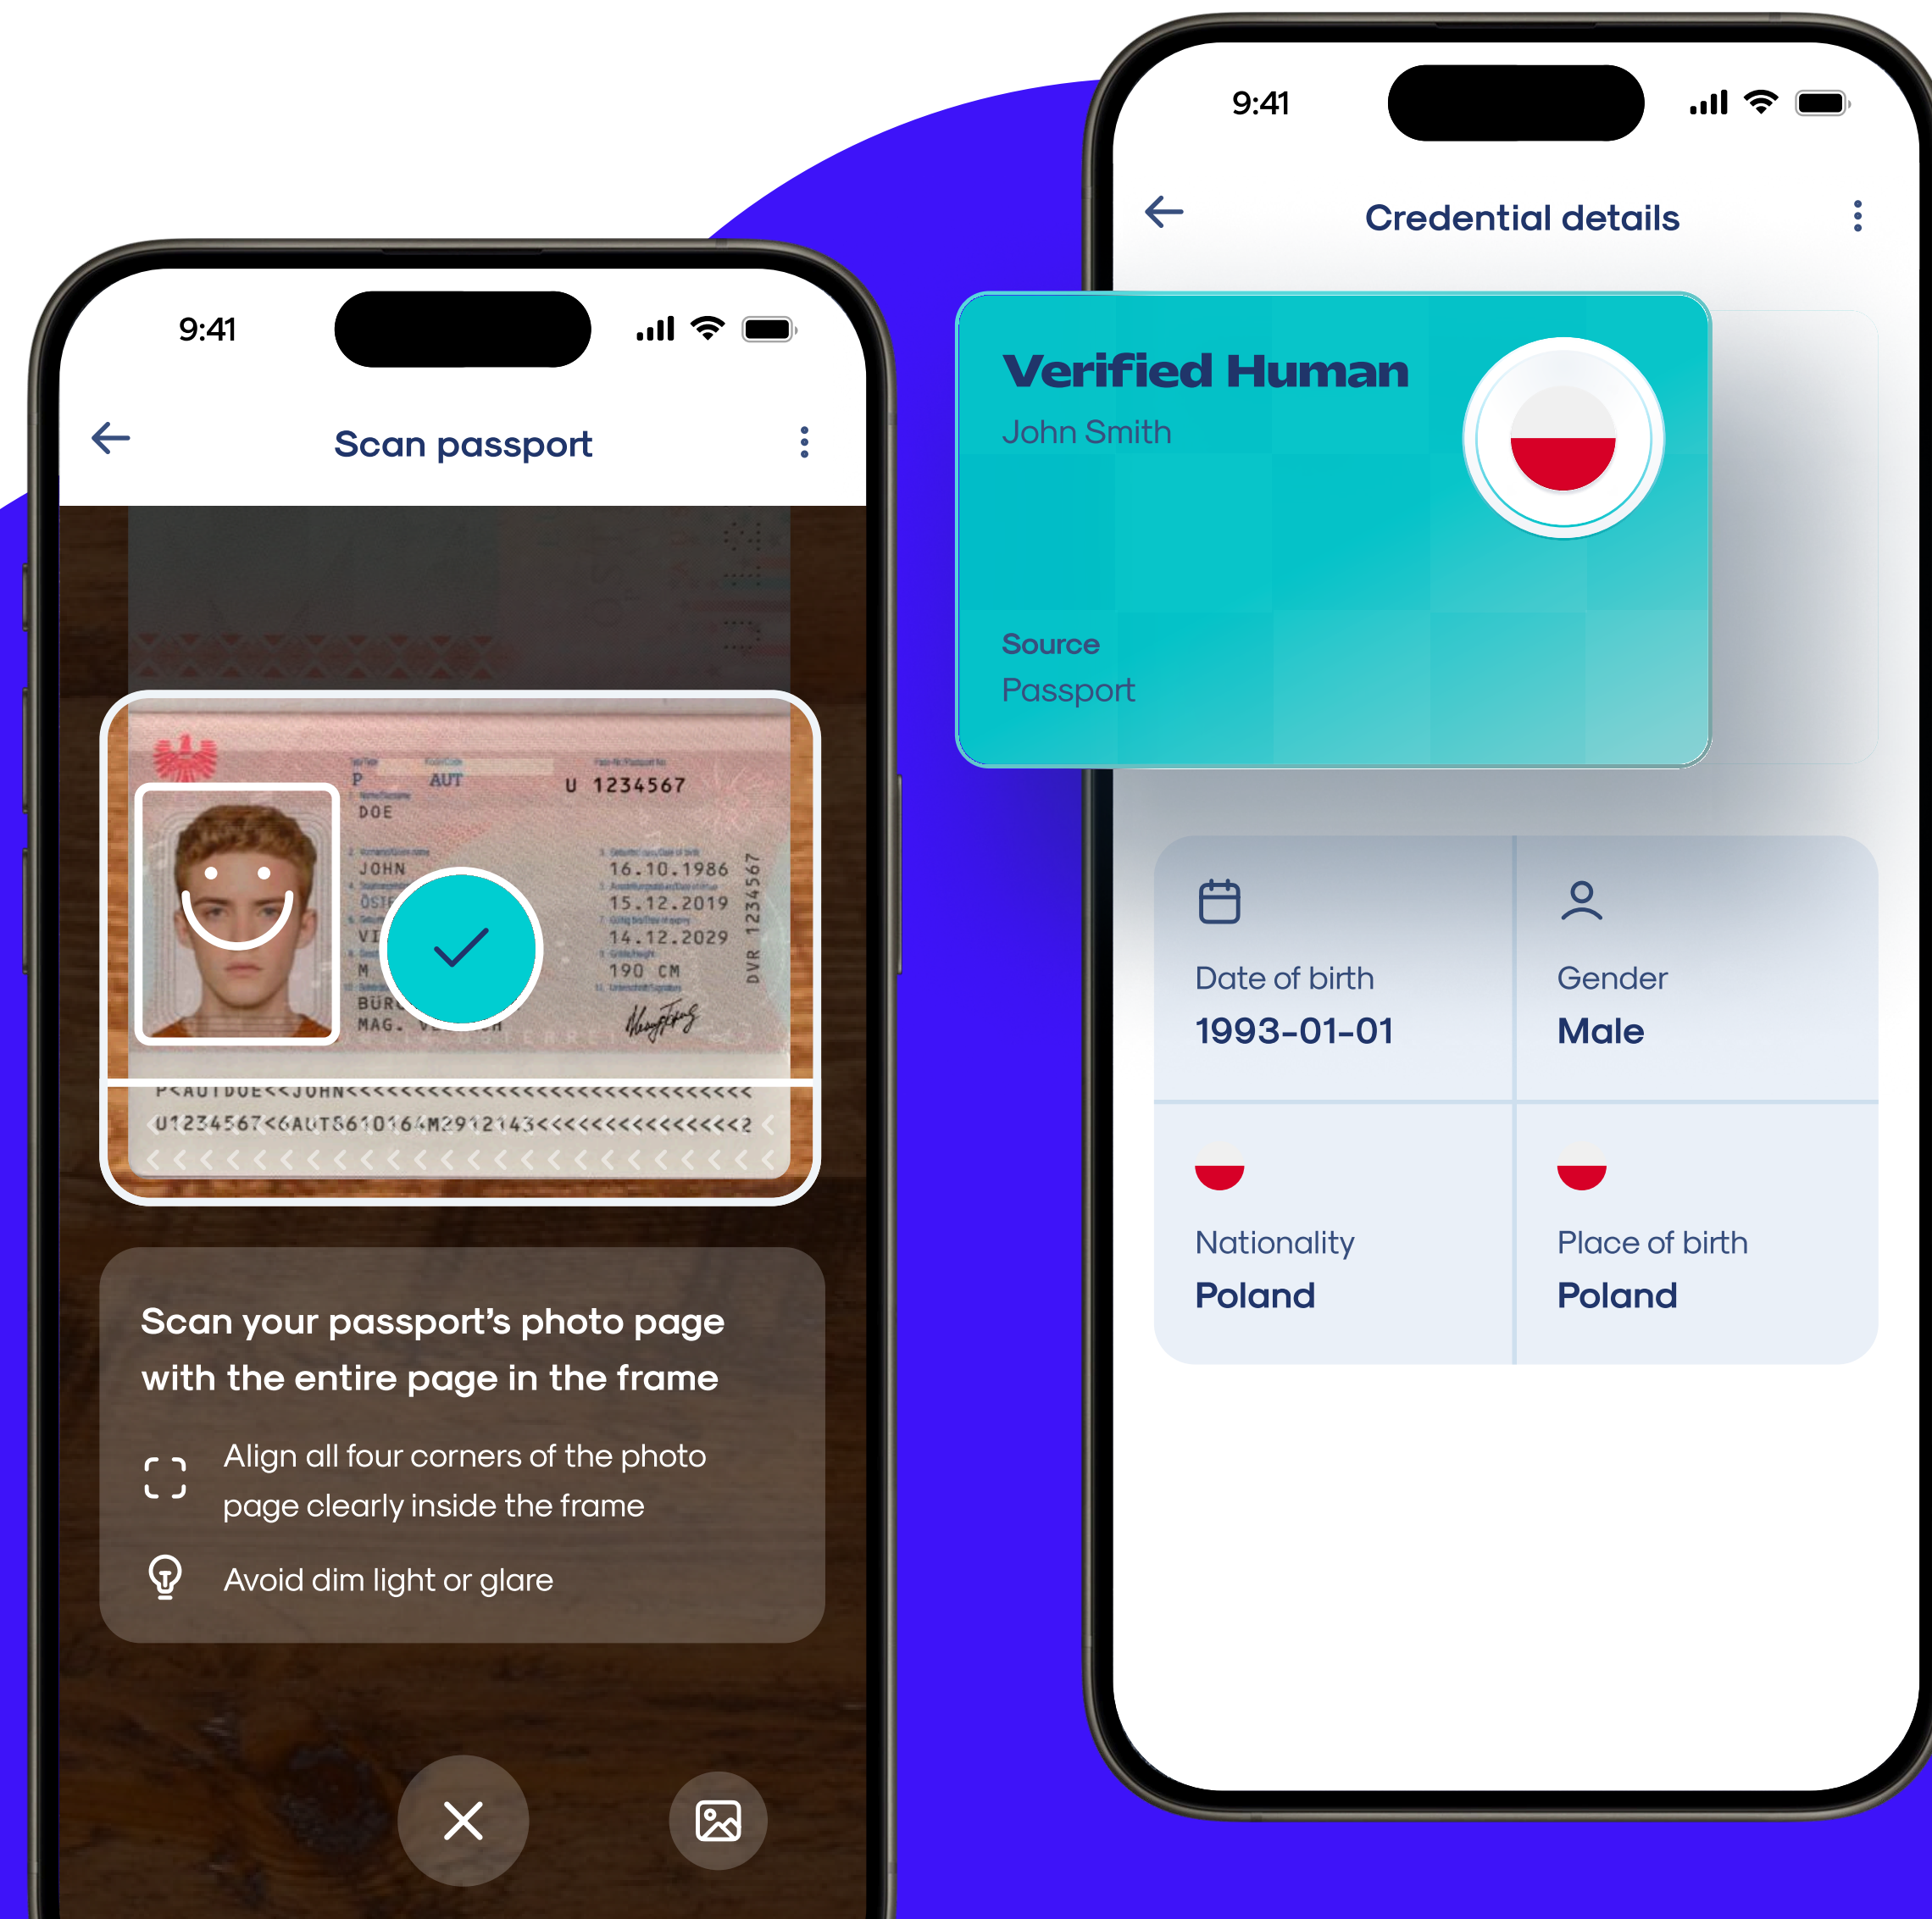 9:41
Scan passport
P
AUT
U 1234567
DOE
JOHN
16.10.1986
15.12.2019
14.12.2029
M
190 CM
MAG.
DVR 1234567
P<AUTDOE<<JOHN<<<<<<<<<<<<<<<<<<<<<<<<<<<<<<
U1234567<6AUT8610164M2912143<<<<<<<<<<<<<<<2
Scan your passport’s photo page
with the entire page in the frame
Align all four corners of the photo
page clearly inside the frame
Avoid dim light or glare
9:41
Credential details
Verified Human
John Smith
Source
Passport
Date of birth
1993-01-01
Gender
Male
Nationality
Poland
Place of birth
Poland